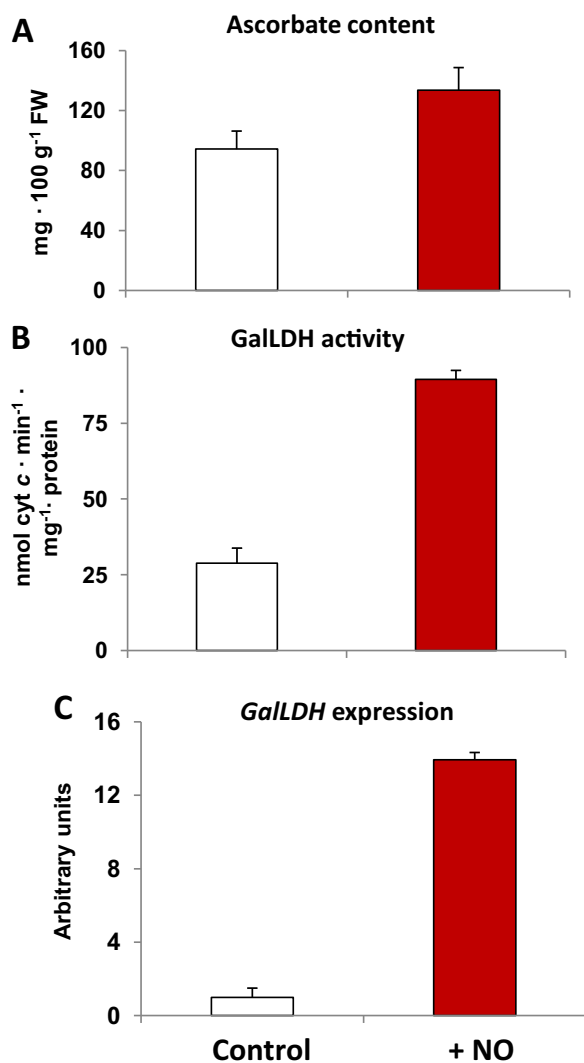 A
Ascorbate content
mg · 100 g⁻¹ FW
160
120
80
40
0
B
GalLDH activity
nmol cyt c · min⁻¹ ·
mg⁻¹· protein
100
75
50
25
0
C
GalLDH expression
Arbitrary units
16
12
8
4
0
Control
+ NO